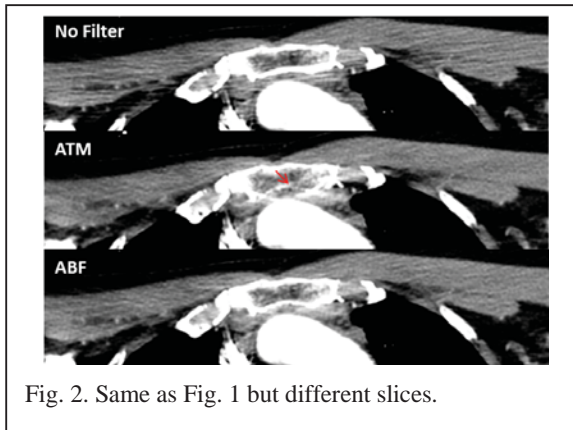 No Filter
ATM
ABF
Fig. 2. Same as Fig. 1 but different slices.